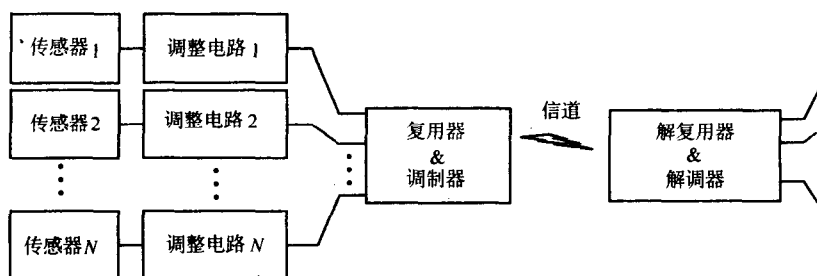 传感器1
调整电路1
传感器2
调整电路2
传感器N
调整电路N
复用器
&
调制器
信道
解复用器
&
解调器